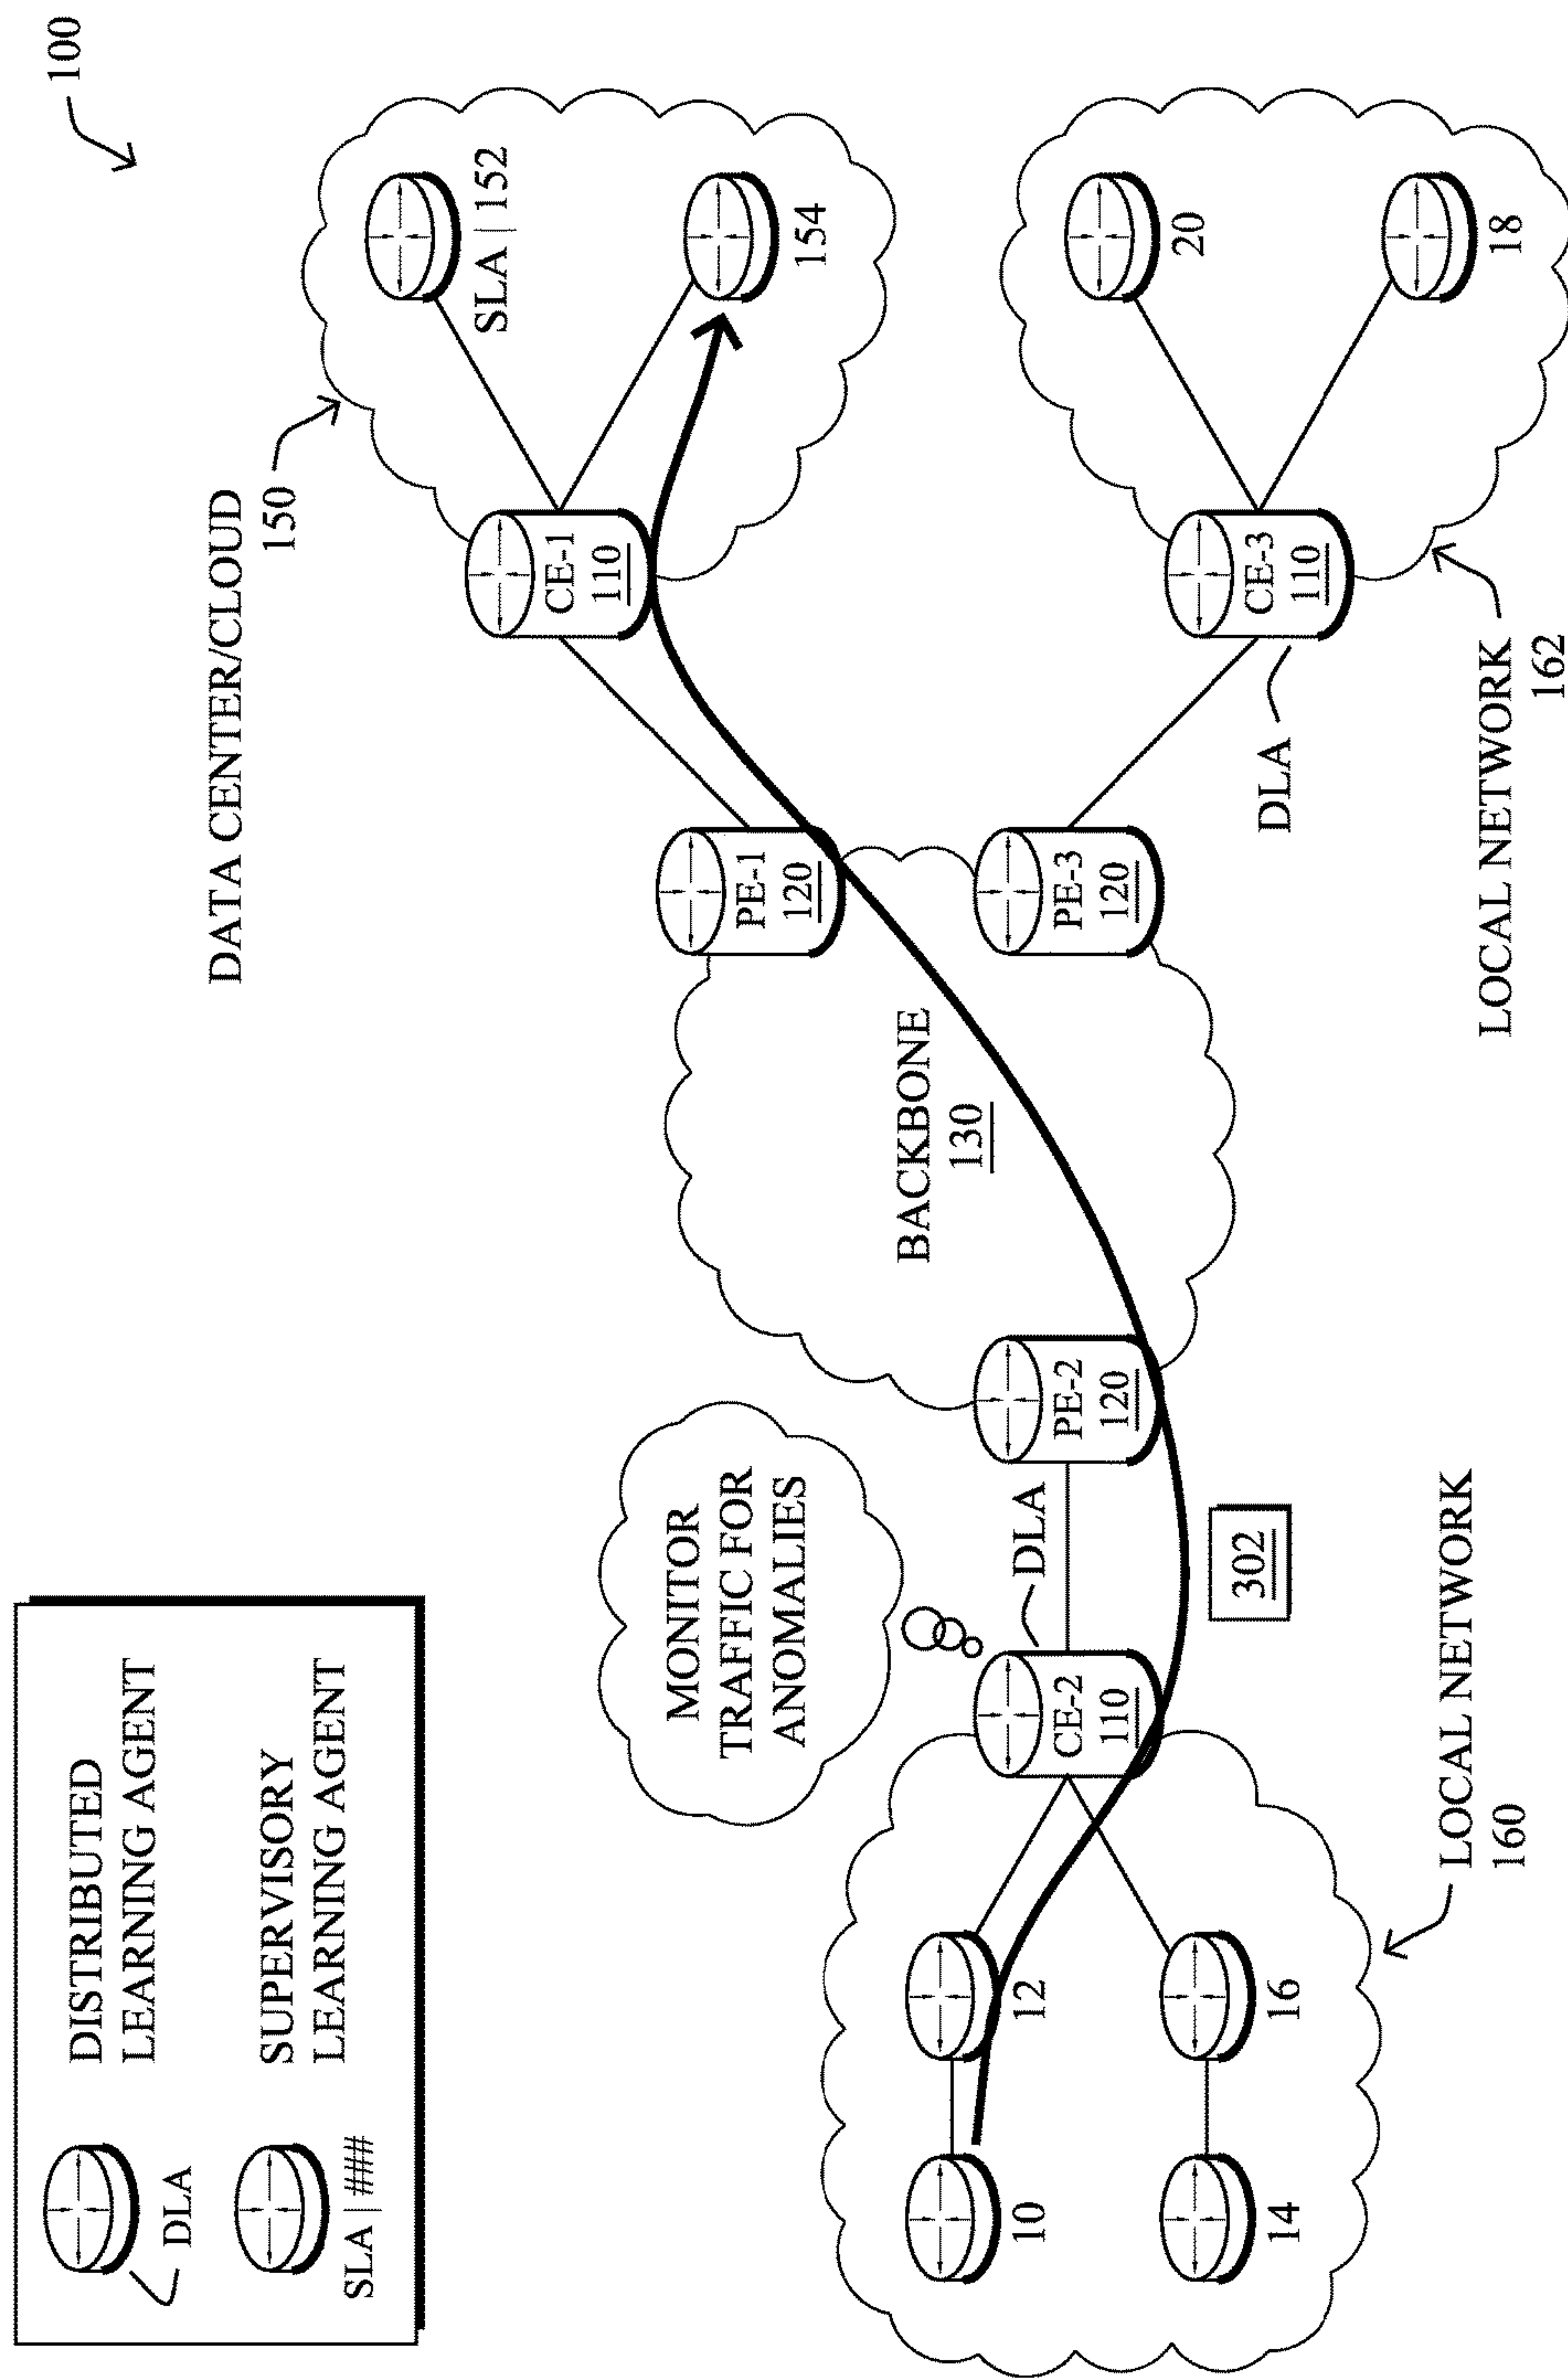 100
DISTRIBUTED
LEARNING AGENT
DLA
SUPERVISORY
LEARNING AGENT
SLA | ###
DATA CENTER/CLOUD
150
CE-1
110
SLA | 152
154
PE-1
120
MONITOR
TRAFFIC FOR
ANOMALIES
BACKBONE
130
10
12
14
16
CE-2
110
DLA
PE-2
120
302
PE-3
120
DLA
CE-3
110
20
18
LOCAL NETWORK
160
LOCAL NETWORK
162